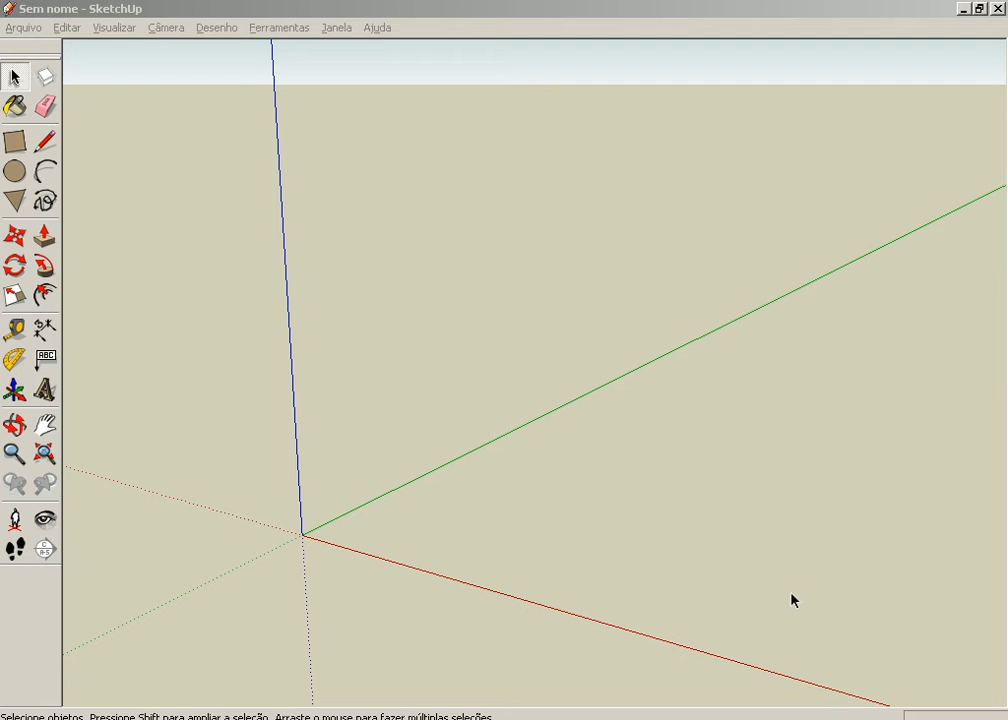 Sem nome - SketchUp
Arquivo Editar Visualizar Câmera Desenho Ferramentas Janela Ajuda
ABC
A
Selecione objetos. Pressione Shift para ampliar a seleção. Arraste o mouse para fazer múltiplas seleções.